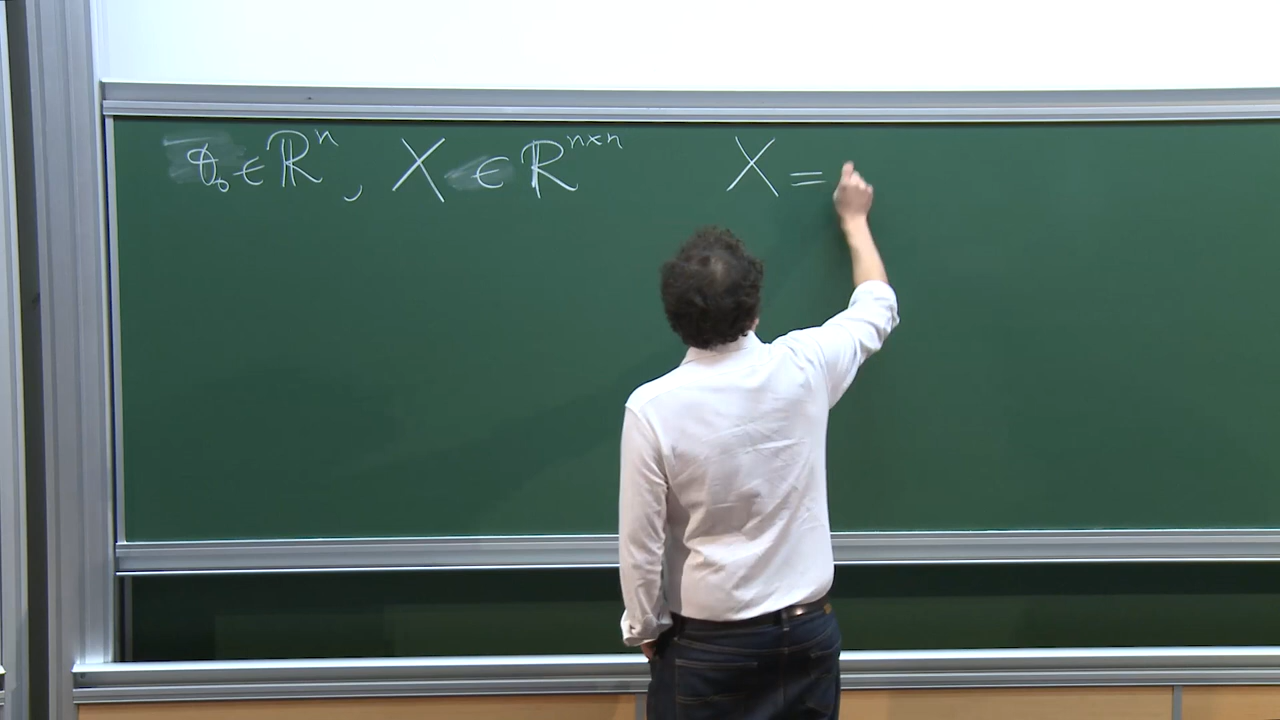 θ₀ ∈ ℝⁿ, X ∈ ℝⁿˣⁿ X =